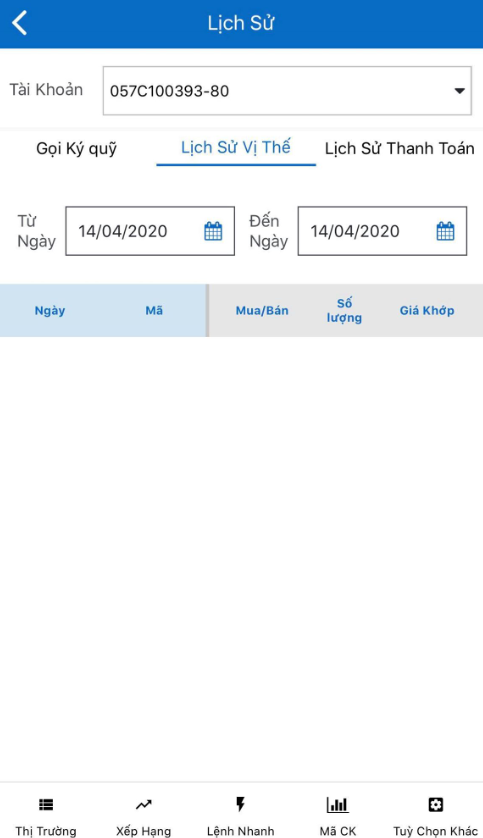 Lịch Sử
Tài Khoản 057C100393-80
Gọi Ký quỹ Lịch Sử Vị Thế Lịch Sử Thanh Toán
Từ Ngày 14/04/2020 Đến Ngày 14/04/2020
Ngày Mã Mua/Bán Số lượng Giá Khớp
Thị Trường Xếp Hạng Lệnh Nhanh Mã CK Tuỳ Chọn Khác